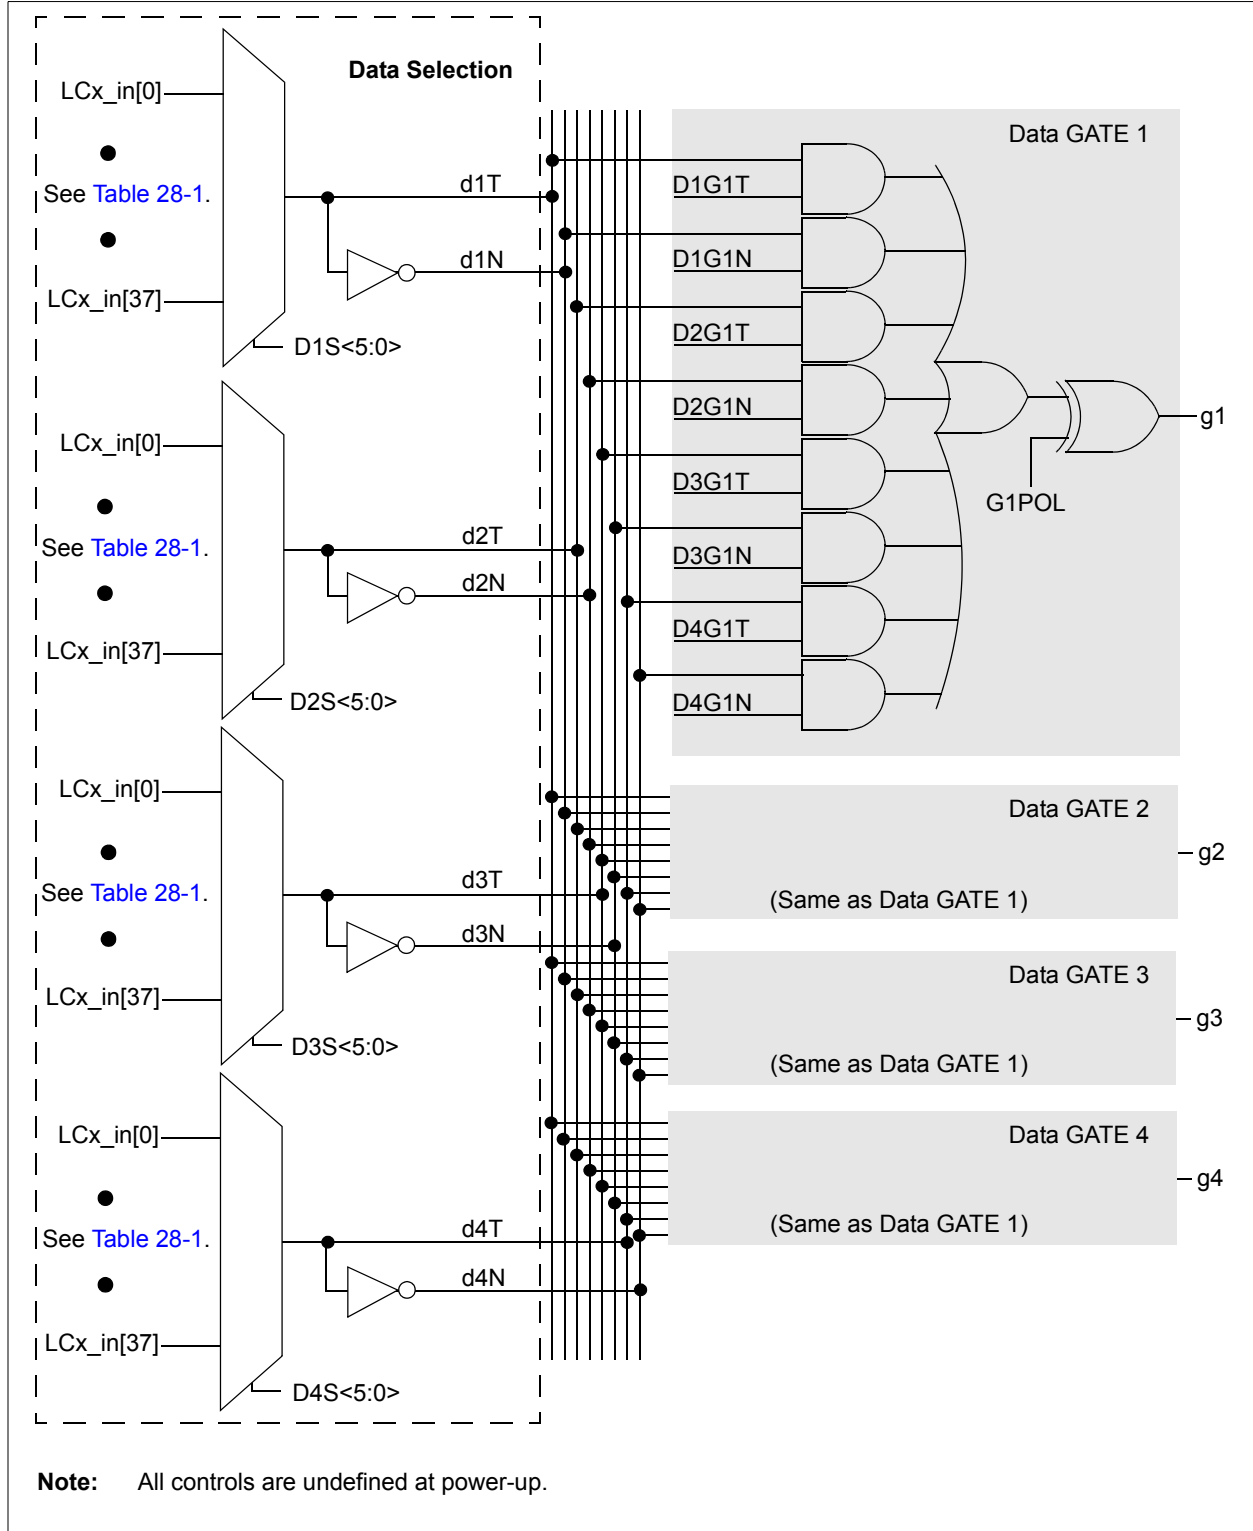 Data Selection
LCx_in[0]
See Table 28-1.
LCx_in[37]
D1S<5:0>
d1T
d1N
LCx_in[0]
See Table 28-1.
LCx_in[37]
D2S<5:0>
d2T
d2N
LCx_in[0]
See Table 28-1.
LCx_in[37]
D3S<5:0>
d3T
d3N
LCx_in[0]
See Table 28-1.
LCx_in[37]
D4S<5:0>
d4T
d4N
Data GATE 1
D1G1T
D1G1N
D2G1T
D2G1N
D3G1T
D3G1N
D4G1T
D4G1N
G1POL
g1
Data GATE 2
(Same as Data GATE 1)
g2
Data GATE 3
(Same as Data GATE 1)
g3
Data GATE 4
(Same as Data GATE 1)
g4
Note: All controls are undefined at power-up.